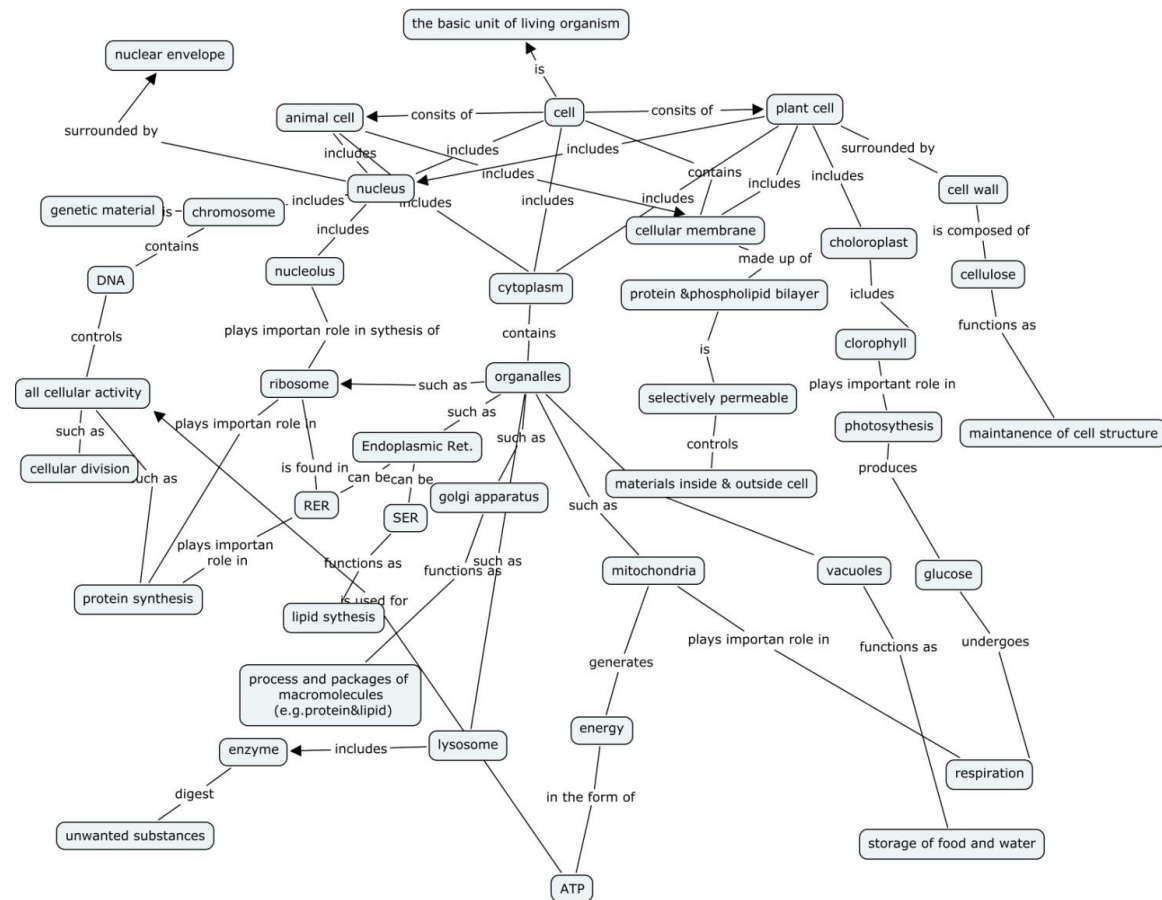 the basic unit of living organism
nuclear envelope
is
animal cell
consits of
cell
consits of
plant cell
surrounded by
includes
includes
includes
surrounded by
includes
contains
includes
includes
nucleus
includes
includes
includes
includes
cell wall
genetic material
is
chromosome
includes
cellular membrane
is composed of
contains
includes
choloroplast
made up of
nucleolus
DNA
cytoplasm
protein &phospholipid bilayer
cellulose
icludes
controls
plays importan role in sythesis of
contains
functions as
is
clorophyll
all cellular activity
ribosome
such as
organalles
plays important role in
selectively permeable
such as
plays importan role in
such as
such as
photosythesis
maintanence of cell structure
controls
Endoplasmic Ret.
cellular division
such as
is found in
can be
can be
produces
materials inside & outside cell
golgi apparatus
RER
SER
such as
plays importan
role in
functions as
functions as
such as
mitochondria
vacuoles
glucose
protein synthesis
is used for
lipid sythesis
plays importan role in
functions as
undergoes
generates
process and packages of
macromolecules
(e.g.protein&lipid)
energy
enzyme
includes
lysosome
respiration
digest
in the form of
unwanted substances
storage of food and water
ATP